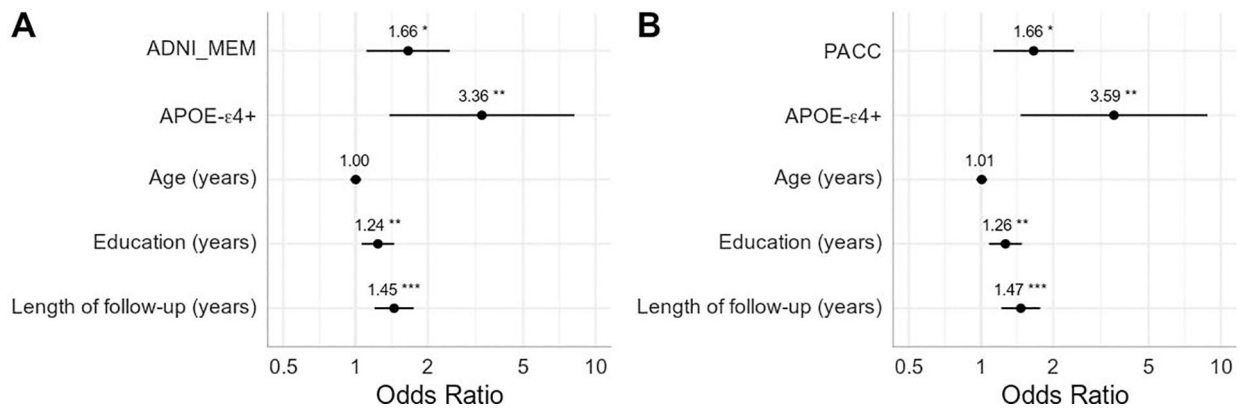 A
ADNI_MEM
1.66 *
APOE-ε4+
3.36 **
Age (years)
1.00
Education (years)
1.24 **
Length of follow-up (years)
1.45 ***
0.5 1 2 5 10
Odds Ratio
B
PACC
1.66 *
APOE-ε4+
3.59 **
Age (years)
1.01
Education (years)
1.26 **
Length of follow-up (years)
1.47 ***
0.5 1 2 5 10
Odds Ratio